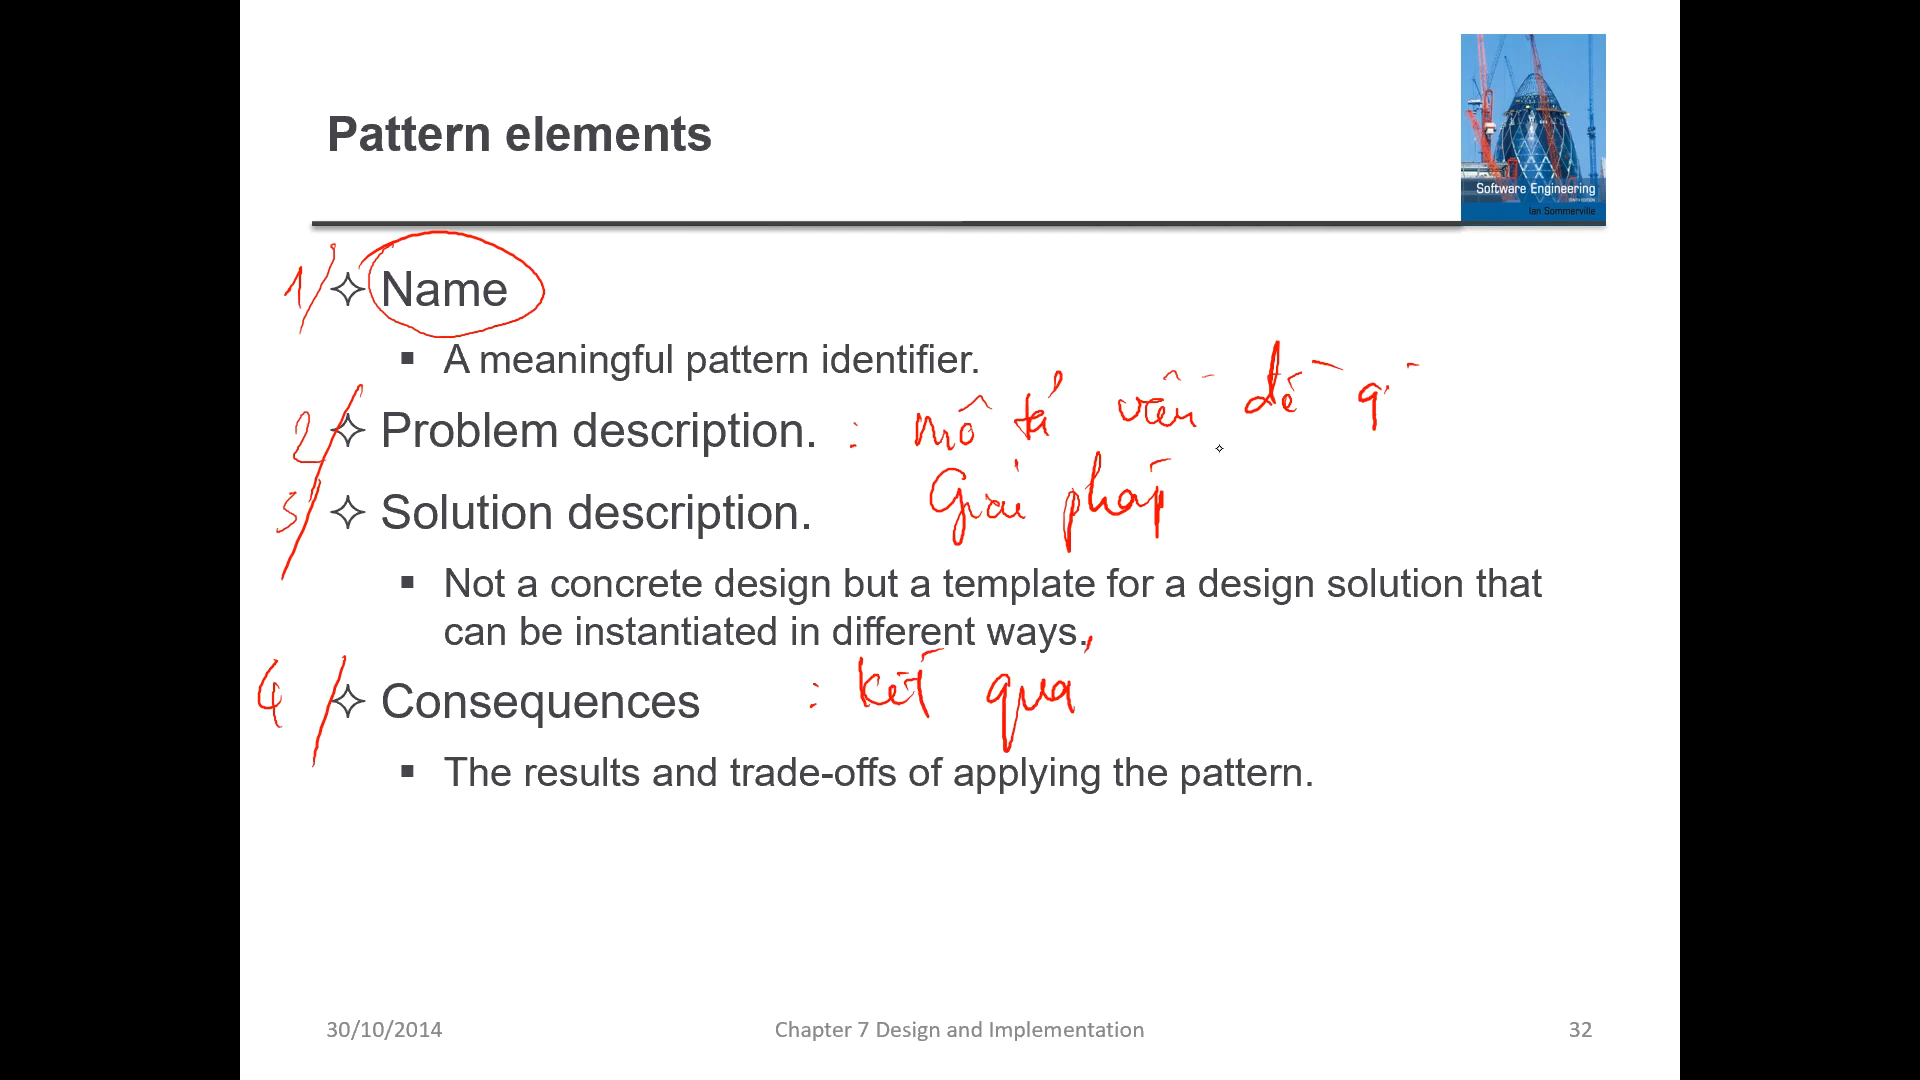 Pattern elements
Software Engineering
Ian Sommerville
1/ ✧ Name
▪ A meaningful pattern identifier.
2/ ✧ Problem description. : mô tả vấn đề gì
3/ ✧ Solution description. Giải pháp
▪ Not a concrete design but a template for a design solution that
can be instantiated in different ways.
4/ ✧ Consequences : kết quả
▪ The results and trade-offs of applying the pattern.
30/10/2014 Chapter 7 Design and Implementation 32